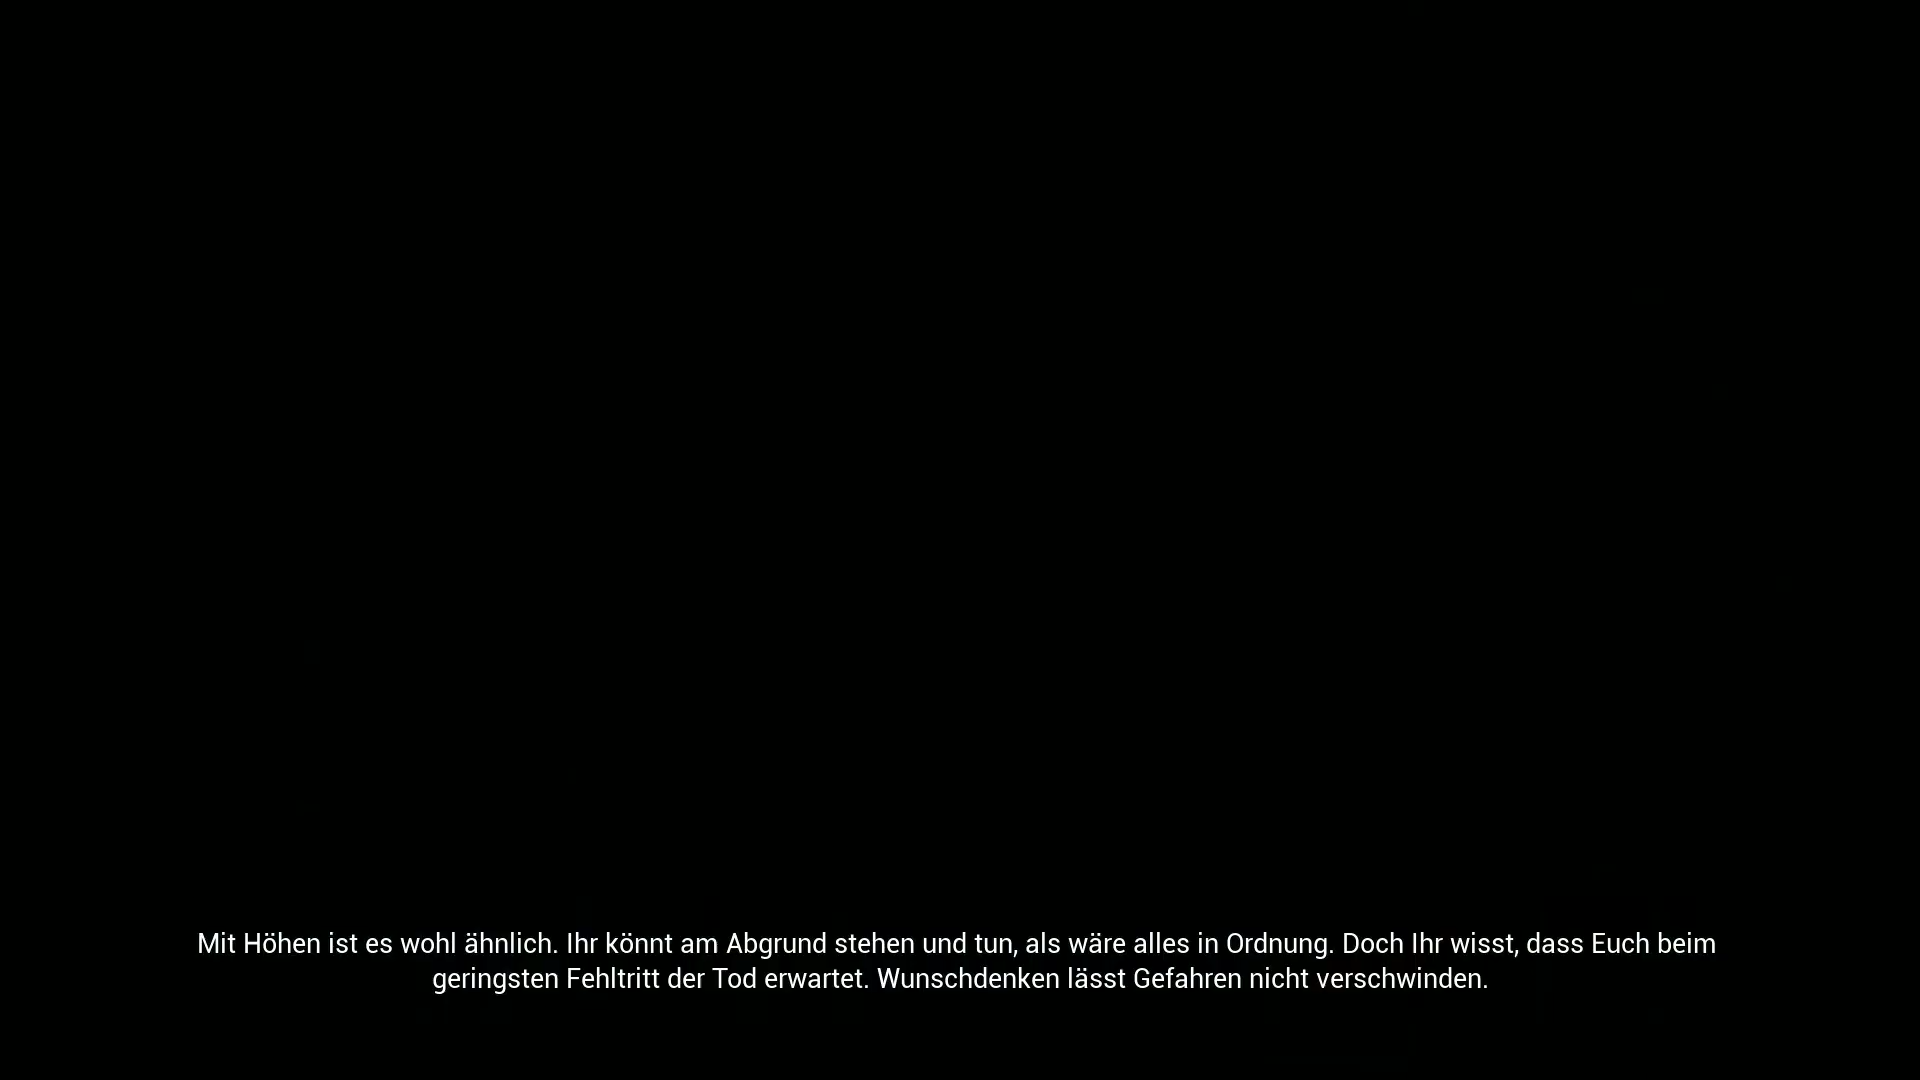 Mit Höhen ist es wohl ähnlich. Ihr könnt am Abgrund stehen und tun, als wäre alles in Ordnung. Doch Ihr wisst, dass Euch beim
geringsten Fehltritt der Tod erwartet. Wunschdenken lässt Gefahren nicht verschwinden.